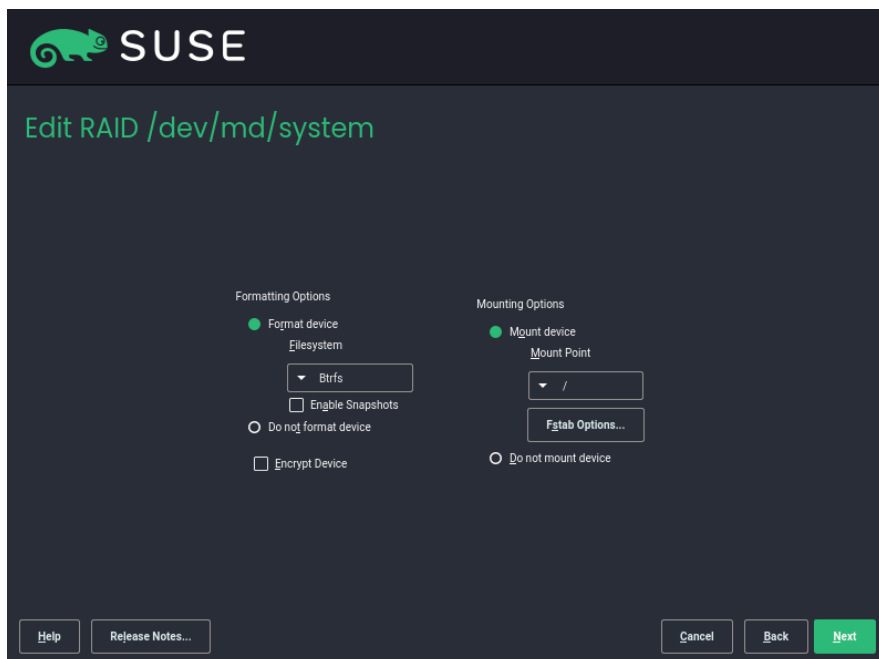 SUSE
Edit RAID /dev/md/system
Formatting Options
Format device
Filesystem
Btrfs
Enable Snapshots
Do not format device
Encrypt Device
Mounting Options
Mount device
Mount Point
/
Fstab Options...
Do not mount device
Help
Release Notes...
Cancel
Back
Next